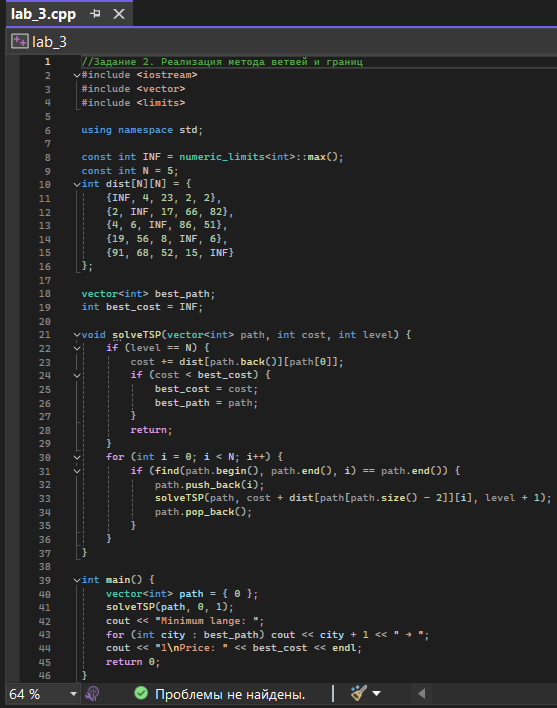 lab_3.cpp
lab_3
1 //Задание 2. Реализация метода ветвей и границ
2 #include <iostream>
3 #include <vector>
4 #include <limits>
5
6 using namespace std;
7
8 const int INF = numeric_limits<int>::max();
9 const int N = 5;
10 int dist[N][N] = {
11     {INF, 4, 23, 2, 2},
12     {2, INF, 17, 66, 82},
13     {4, 6, INF, 86, 51},
14     {19, 56, 8, INF, 6},
15     {91, 68, 52, 15, INF}
16 };
17
18 vector<int> best_path;
19 int best_cost = INF;
20
21 void solveTSP(vector<int> path, int cost, int level) {
22     if (level == N) {
23         cost += dist[path.back()][path[0]];
24         if (cost < best_cost) {
25             best_cost = cost;
26             best_path = path;
27         }
28         return;
29     }
30     for (int i = 0; i < N; i++) {
31         if (find(path.begin(), path.end(), i) == path.end()) {
32             path.push_back(i);
33             solveTSP(path, cost + dist[path[path.size() - 2]][i], level + 1);
34             path.pop_back();
35         }
36     }
37 }
38
39 int main() {
40     vector<int> path = { 0 };
41     solveTSP(path, 0, 1);
42     cout << "Minimum lange: ";
43     for (int city : best_path) cout << city + 1 << " → ";
44     cout << "1\nPrice: " << best_cost << endl;
45     return 0;
46 }
64 % Проблемы не найдены.